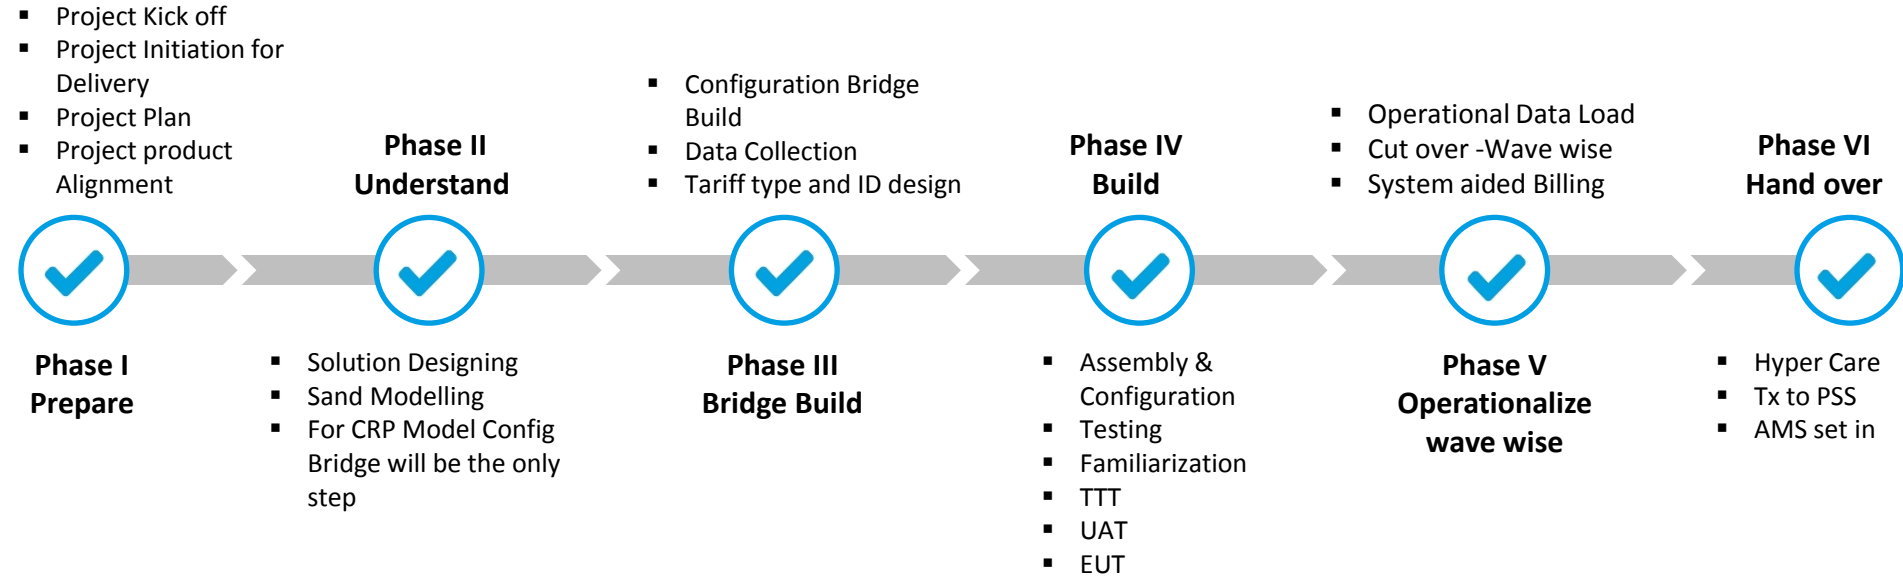 ▪ Project Kick off
▪ Project Initiation for
Delivery
▪ Project Plan
▪ Project product
Alignment
Phase I
Prepare
Phase II
Understand
▪ Solution Designing
▪ Sand Modelling
▪ For CRP Model Config
Bridge will be the only
step
▪ Configuration Bridge
Build
▪ Data Collection
▪ Tariff type and ID design
Phase III
Bridge Build
Phase IV
Build
▪ Assembly &
Configuration
▪ Testing
▪ Familiarization
▪ TTT
▪ UAT
▪ EUT
▪ Operational Data Load
▪ Cut over -Wave wise
▪ System aided Billing
Phase V
Operationalize
wave wise
Phase VI
Hand over
▪ Hyper Care
▪ Tx to PSS
▪ AMS set in